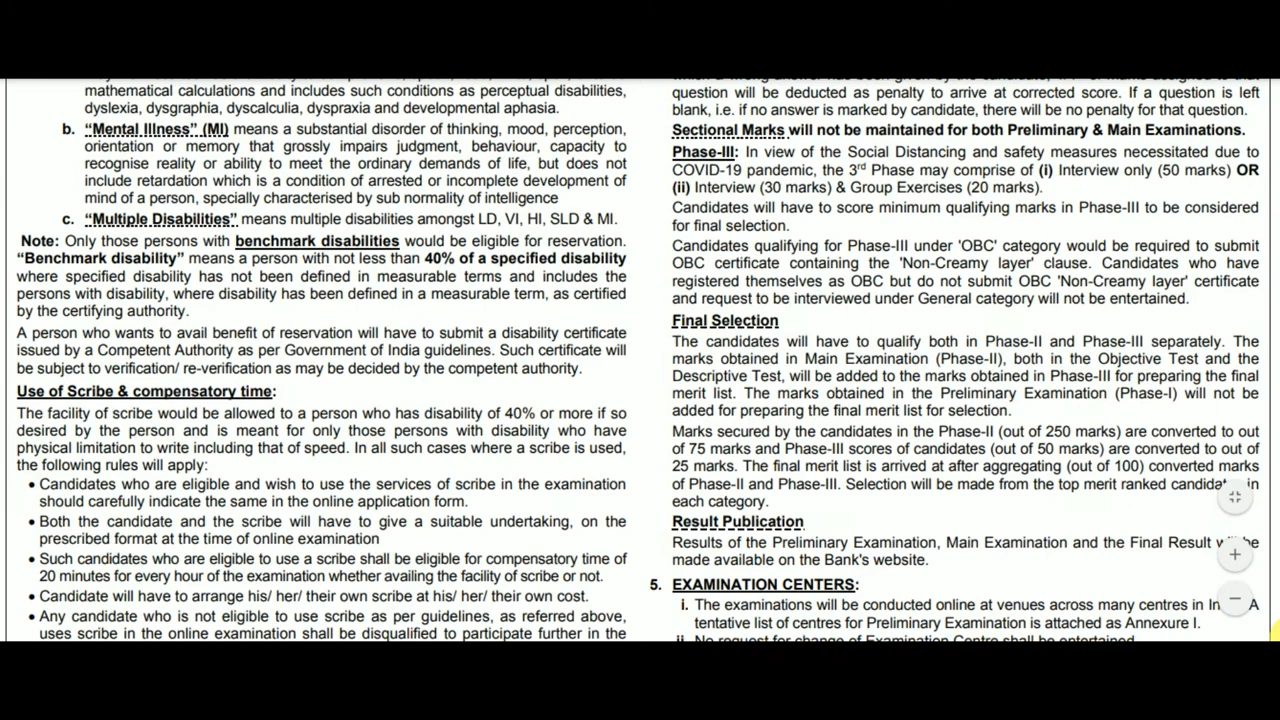 mathematical calculations and includes such conditions as perceptual disabilities,
dyslexia, dysgraphia, dyscalculia, dyspraxia and developmental aphasia.
b. “Mental Illness” (MI) means a substantial disorder of thinking, mood, perception,
orientation or memory that grossly impairs judgment, behaviour, capacity to
recognise reality or ability to meet the ordinary demands of life, but does not
include retardation which is a condition of arrested or incomplete development of
mind of a person, specially characterised by sub normality of intelligence
c. “Multiple Disabilities” means multiple disabilities amongst LD, VI, HI, SLD & MI.
Note: Only those persons with benchmark disabilities would be eligible for reservation.
“Benchmark disability” means a person with not less than 40% of a specified disability
where specified disability has not been defined in measurable terms and includes the
persons with disability, where disability has been defined in a measurable term, as certified
by the certifying authority.
A person who wants to avail benefit of reservation will have to submit a disability certificate
issued by a Competent Authority as per Government of India guidelines. Such certificate will
be subject to verification/ re-verification as may be decided by the competent authority.
Use of Scribe & compensatory time:
The facility of scribe would be allowed to a person who has disability of 40% or more if so
desired by the person and is meant for only those persons with disability who have
physical limitation to write including that of speed. In all such cases where a scribe is used,
the following rules will apply:
• Candidates who are eligible and wish to use the services of scribe in the examination
should carefully indicate the same in the online application form.
• Both the candidate and the scribe will have to give a suitable undertaking, on the
prescribed format at the time of online examination
• Such candidates who are eligible to use a scribe shall be eligible for compensatory time of
20 minutes for every hour of the examination whether availing the facility of scribe or not.
• Candidate will have to arrange his/ her/ their own scribe at his/ her/ their own cost.
• Any candidate who is not eligible to use scribe as per guidelines, as referred above,
uses scribe in the online examination shall be disqualified to participate further in the
question will be deducted as penalty to arrive at corrected score. If a question is left
blank, i.e. if no answer is marked by candidate, there will be no penalty for that question.
Sectional Marks will not be maintained for both Preliminary & Main Examinations.
Phase-III: In view of the Social Distancing and safety measures necessitated due to
COVID-19 pandemic, the 3rd Phase may comprise of (i) Interview only (50 marks) OR
(ii) Interview (30 marks) & Group Exercises (20 marks).
Candidates will have to score minimum qualifying marks in Phase-III to be considered
for final selection.
Candidates qualifying for Phase-III under 'OBC' category would be required to submit
OBC certificate containing the 'Non-Creamy layer' clause. Candidates who have
registered themselves as OBC but do not submit OBC 'Non-Creamy layer' certificate
and request to be interviewed under General category will not be entertained.
Final Selection
The candidates will have to qualify both in Phase-II and Phase-III separately. The
marks obtained in Main Examination (Phase-II), both in the Objective Test and the
Descriptive Test, will be added to the marks obtained in Phase-III for preparing the final
merit list. The marks obtained in the Preliminary Examination (Phase-I) will not be
added for preparing the final merit list for selection.
Marks secured by the candidates in the Phase-II (out of 250 marks) are converted to out
of 75 marks and Phase-III scores of candidates (out of 50 marks) are converted to out of
25 marks. The final merit list is arrived at after aggregating (out of 100) converted marks
of Phase-II and Phase-III. Selection will be made from the top merit ranked in
each category.
Result Publication
Results of the Preliminary Examination, Main Examination and the Final Result be
made available on the Bank's website.
5. EXAMINATION CENTERS:
i. The examinations will be conducted online at venues across many centres in A
tentative list of centres for Preliminary Examination is attached as Annexure I.
ii. No request for change of Examination Centre shall be entertained